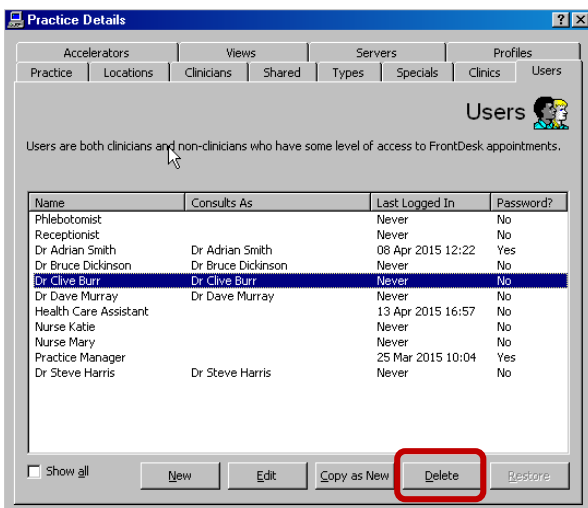 Practice Details
Accelerators Views Servers Profiles
Practice Locations Clinicians Shared Types Specials Clinics Users
Users
Users are both clinicians and non-clinicians who have some level of access to FrontDesk appointments.
Name Consults As Last Logged In Password?
Phlebotomist Never No
Receptionist Never No
Dr Adrian Smith Dr Adrian Smith 08 Apr 2015 12:22 Yes
Dr Bruce Dickinson Dr Bruce Dickinson Never No
Dr Clive Burr Dr Clive Burr Never No
Dr Dave Murray Dr Dave Murray Never No
Health Care Assistant 13 Apr 2015 16:57 No
Nurse Katie Never No
Nurse Mary Never No
Practice Manager 25 Mar 2015 10:04 Yes
Dr Steve Harris Dr Steve Harris Never No
Show all New Edit Copy as New Delete Restore